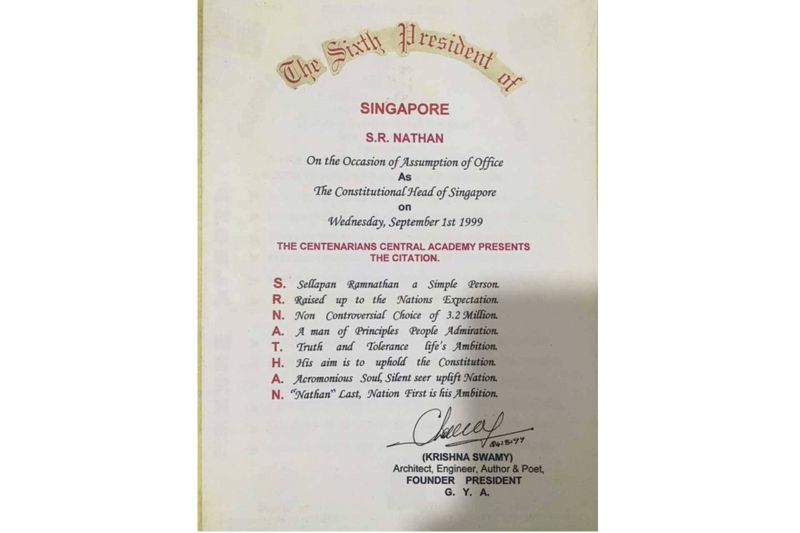 The Sixth President of
SINGAPORE
S.R. NATHAN
On the Occasion of Assumption of Office
As
The Constitutional Head of Singapore
on
Wednesday, September 1st 1999
THE CENTENARIANS CENTRAL ACADEMY PRESENTS
THE CITATION.
S. Sellapan Ramnathan a Simple Person.
R. Raised up to the Nations Expectation.
N. Non Controversial Choice of 3.2 Million.
A. A man of Principles People Admiration.
T. Truth and Tolerance life's Ambition.
H. His aim is to uphold the Constitution.
A. Acromonious Soul, Silent seer uplift Nation.
N. "Nathan" Last, Nation First is his Ambition.
(KRISHNA SWAMY)
Architect, Engineer, Author & Poet,
FOUNDER PRESIDENT
G. Y. A.